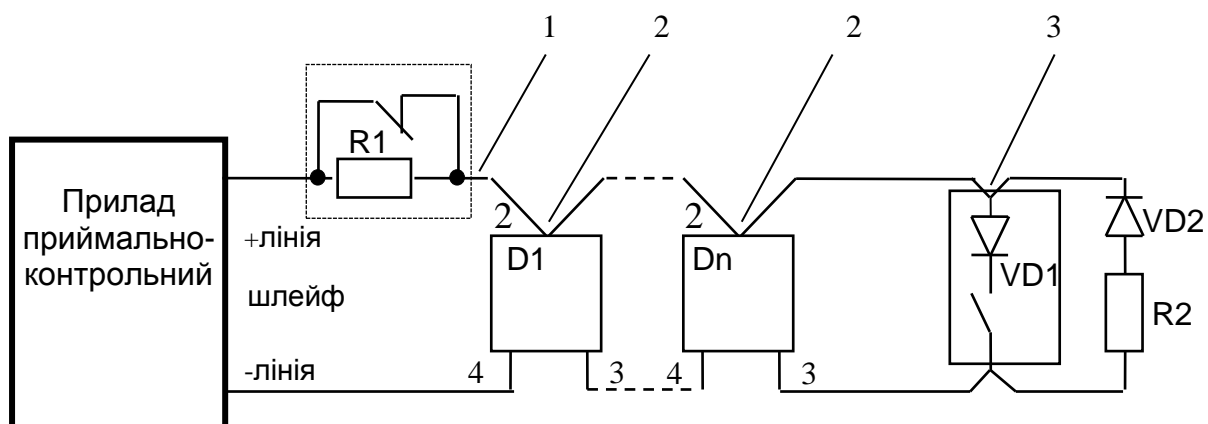 1
2
2
3
R1
Прилад
приймально-
контрольний
+лінія
шлейф
-лінія
2
D1
4
3
2
Dn
4
3
VD1
VD2
R2